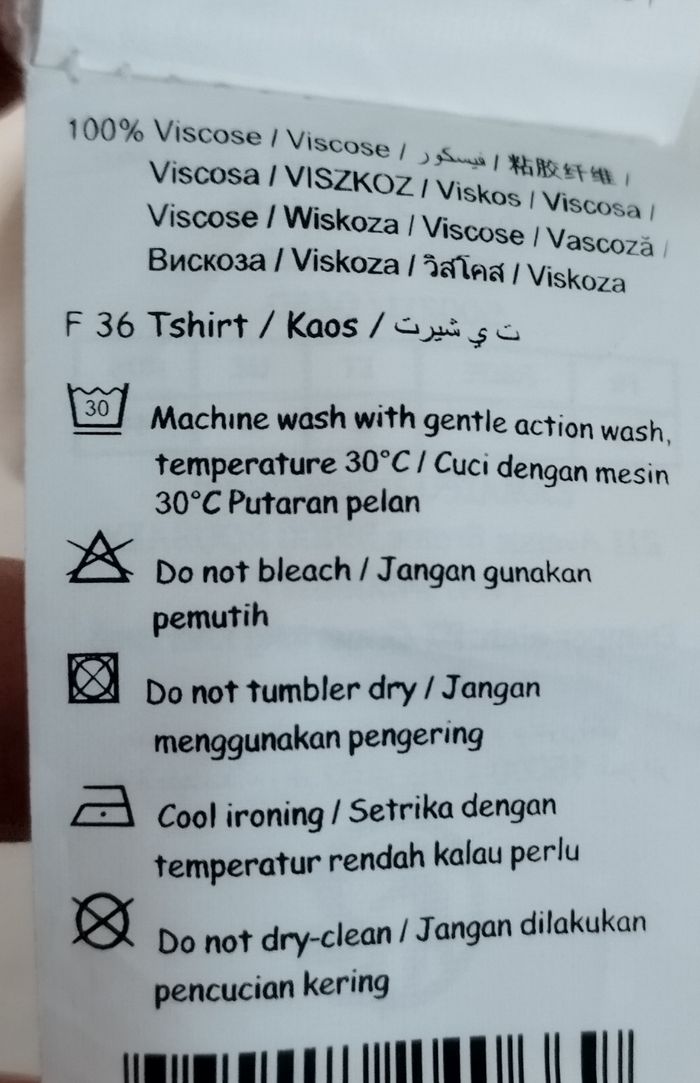 100% Viscose / Viscose / فيسكور / 粘胶纤维 /
Viscosa / VISZKOZ / Viskos / Viscosa /
Viscose / Wiskoza / Viscose / Vascoză /
Вискоза / Viskoza / วิสโคส / Viskoza
F 36 Tshirt / Kaos / ت ي شيرت
30
Machine wash with gentle action wash,
temperature 30°C / Cuci dengan mesin
30°C Putaran pelan
Do not bleach / Jangan gunakan
pemutih
Do not tumbler dry / Jangan
menggunakan pengering
Cool ironing / Setrika dengan
temperatur rendah kalau perlu
Do not dry-clean / Jangan dilakukan
pencucian kering